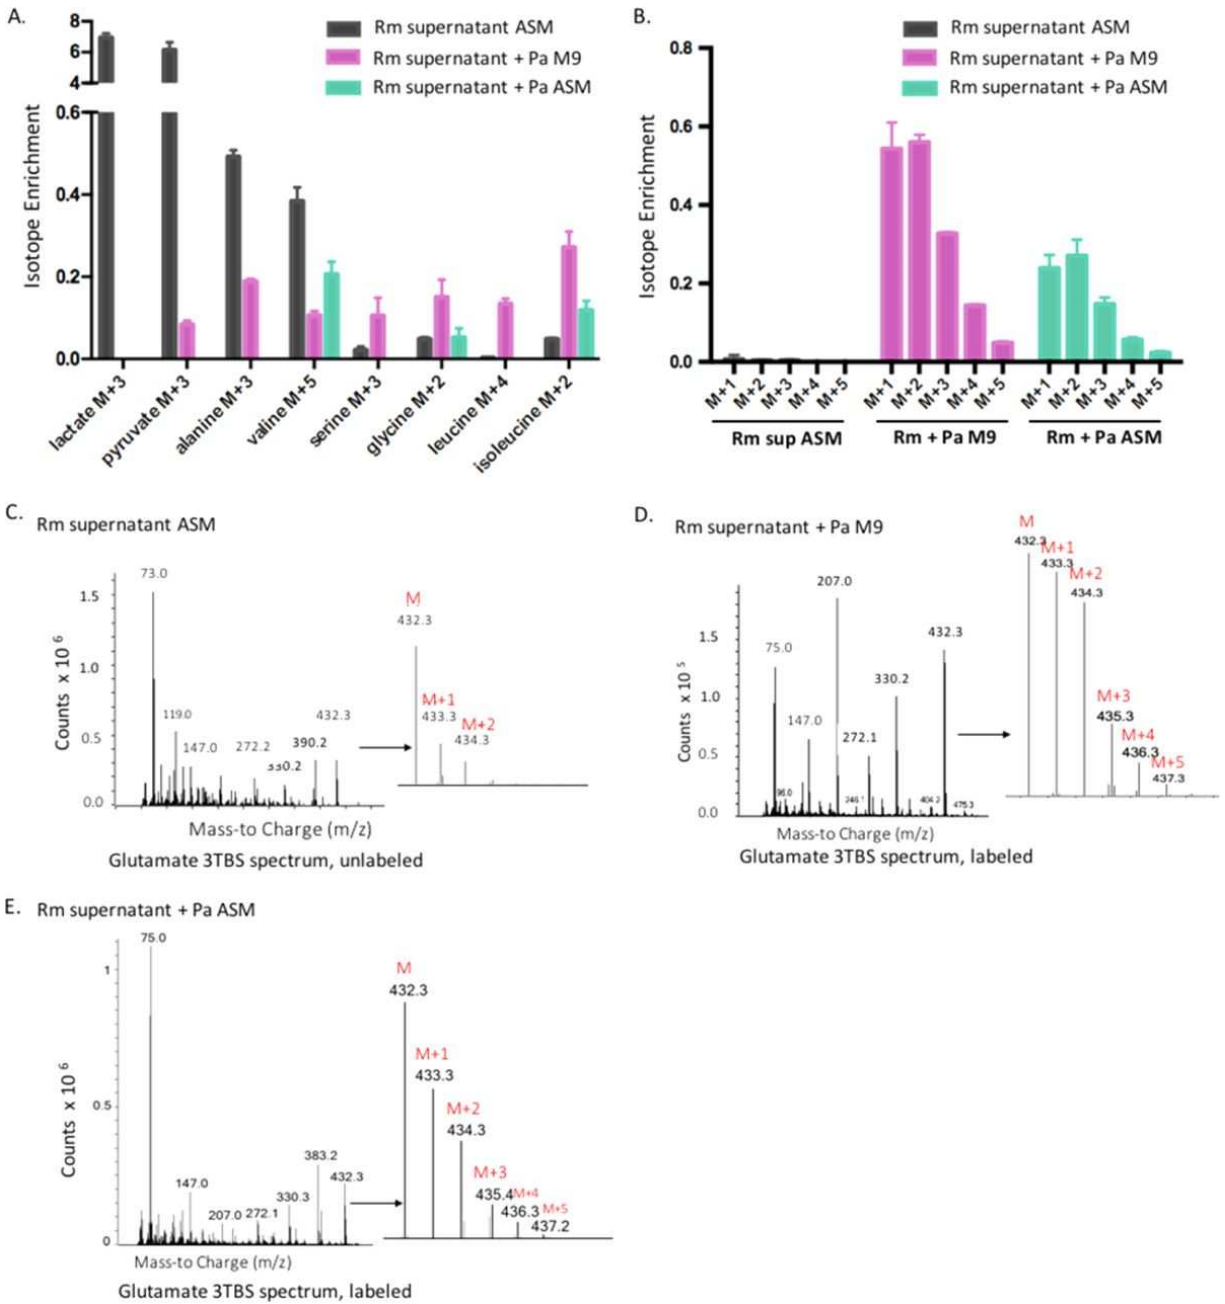 A.
8
6
4
0.6
0.4
0.2
0.0
Isotope Enrichment
Rm supernatant ASM
Rm supernatant + Pa M9
Rm supernatant + Pa ASM
lactate M+3
pyruvate M+3
alanine M+3
valine M+5
serine M+3
glycine M+2
leucine M+4
isoleucine M+2
B.
0.8
0.6
0.4
0.2
0.0
Isotope Enrichment
Rm supernatant ASM
Rm supernatant + Pa M9
Rm supernatant + Pa ASM
M+1 M+2 M+3 M+4 M+5
M+1 M+2 M+3 M+4 M+5
M+1 M+2 M+3 M+4 M+5
Rm sup ASM
Rm + Pa M9
Rm + Pa ASM
C.
Rm supernatant ASM
1.5
1.0
0.5
0.0
Counts x 10 6
73.0
119.0
147.0
272.2
330.2
390.2
432.3
M
432.3
M+1
433.3
M+2
434.3
Mass-to Charge (m/z)
Glutamate 3TBS spectrum, unlabeled
D.
Rm supernatant + Pa M9
1.5
1.0
0.5
0.0
Counts x 10 5
75.0
147.0
207.0
272.1
330.2
404.2
432.3
475.3
M
432.3
M+1
433.3
M+2
434.3
M+3
435.3
M+4
436.3
M+5
437.3
Mass-to Charge (m/z)
Glutamate 3TBS spectrum, labeled
E.
Rm supernatant + Pa ASM
1
0.5
0
Counts x 10 6
75.0
147.0
207.0
272.1
330.3
383.2
432.3
M
432.3
M+1
433.3
M+2
434.3
M+3
435.4
M+4
436.3
M+5
437.2
Mass-to Charge (m/z)
Glutamate 3TBS spectrum, labeled